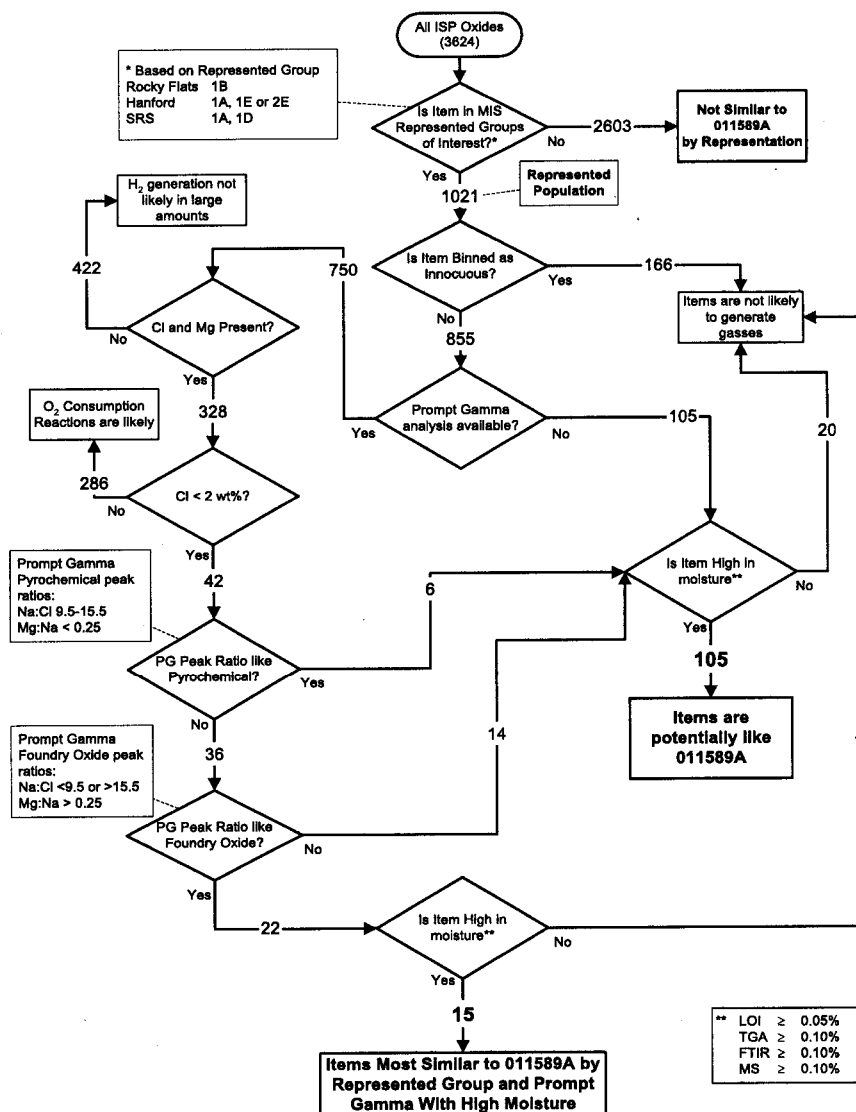 All ISP Oxides
(3624)
* Based on Represented Group
Rocky Flats 1B
Hanford 1A, 1E or 2E
SRS 1A, 1D
Is Item in MIS
Represented Groups
of Interest?*
No
2603
Not Similar to
011589A
by Representation
Yes
1021
Represented
Population
H2 generation not
likely in large
amounts
422
750
Is Item Binned as
Innocuous?
Yes
166
Items are not likely
to generate
gasses
No
855
Cl and Mg Present?
No
Yes
328
Prompt Gamma
analysis available?
Yes
No
105
20
O2 Consumption
Reactions are likely
286
Cl < 2 wt%?
No
Yes
42
Is Item High in
moisture**
No
Yes
105
Items are
potentially like
011589A
Prompt Gamma
Pyrochemical peak
ratios:
Na:Cl 9.5-15.5
Mg:Na < 0.25
6
PG Peak Ratio like
Pyrochemical?
Yes
No
36
14
Prompt Gamma
Foundry Oxide peak
ratios:
Na:Cl <9.5 or >15.5
Mg:Na > 0.25
PG Peak Ratio like
Foundry Oxide?
No
Yes
22
Is Item High in
moisture**
No
Yes
15
Items Most Similar to 011589A by
Represented Group and Prompt
Gamma With High Moisture
** LOI ≥ 0.05%
TGA ≥ 0.10%
FTIR ≥ 0.10%
MS ≥ 0.10%